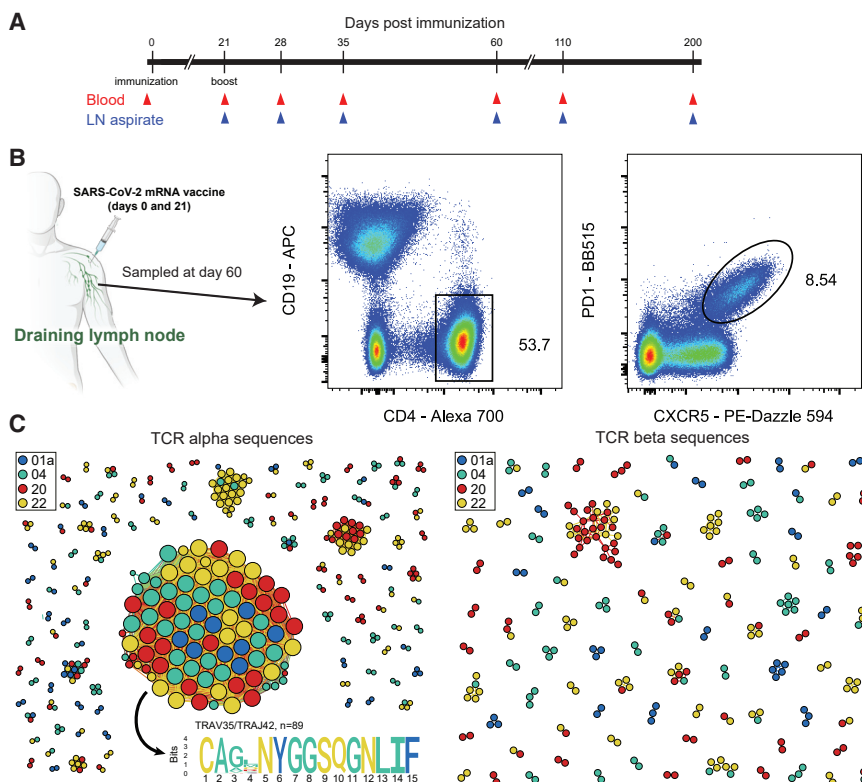 A
Days post immunization
0 21 28 35 60 110 200
immunization boost
Blood
LN aspirate
B
SARS-CoV-2 mRNA vaccine
(days 0 and 21)
Sampled at day 60
Draining lymph node
CD19 - APC
53.7
CD4 - Alexa 700
PD1 - BB515
8.54
CXCR5 - PE-Dazzle 594
C
TCR alpha sequences
01a
04
20
22
TRAV35/TRAJ42, n=89
Bits
4
3
2
1
0
CAG NYGGSQGNLIF
1 2 3 4 5 6 7 8 9 10 11 12 13 14 15
TCR beta sequences
01a
04
20
22